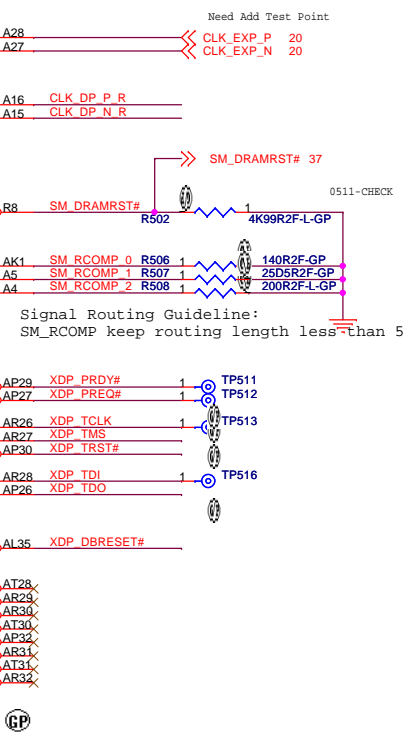 Need Add Test Point
A28 CLK_EXP_P 20
A27 CLK_EXP_N 20
A16 CLK_DP_P_R
A15 CLK_DP_N_R
SM_DRAMRST# 37
0511-CHECK
R8 SM_DRAMRST# R502 1 4K99R2F-L-GP
AK1 SM_RCOMP_0 R506 1 140R2F-GP
A5 SM_RCOMP_1 R507 1 25D5R2F-GP
A4 SM_RCOMP_2 R508 1 200R2F-L-GP
Signal Routing Guideline:
SM_RCOMP keep routing length less than 5
AP29 XDP_PRDY# 1 TP511
AP27 XDP_PREQ# 1 TP512
AR26 XDP_TCLK 1 TP513
AR27 XDP_TMS
AP30 XDP_TRST#
AR28 XDP_TDI 1 TP516
AP26 XDP_TDO
AL35 XDP_DBRESET#
AT28
AR29
AR30
AT30
AP32
AR31
AT31
AR32
GP